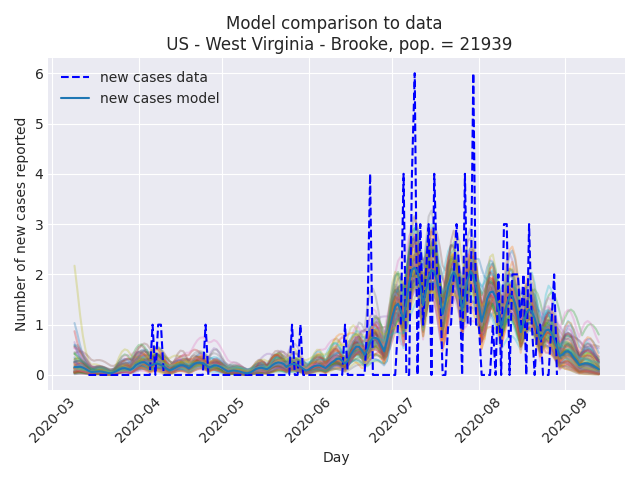 Model comparison to data
US - West Virginia - Brooke, pop. = 21939
new cases data
new cases model
Number of new cases reported
6
5
4
3
2
1
0
2020-03
2020-04
2020-05
2020-06
2020-07
2020-08
2020-09
Day